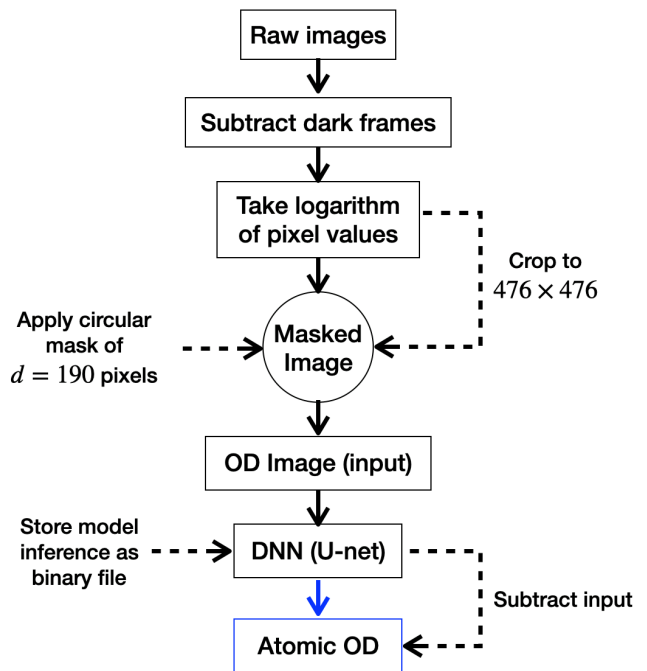 Raw images
Subtract dark frames
Take logarithm
of pixel values
Crop to
476 × 476
Apply circular
mask of
d = 190 pixels
Masked
Image
OD Image (input)
Store model
inference as
binary file
DNN (U-net)
Subtract input
Atomic OD